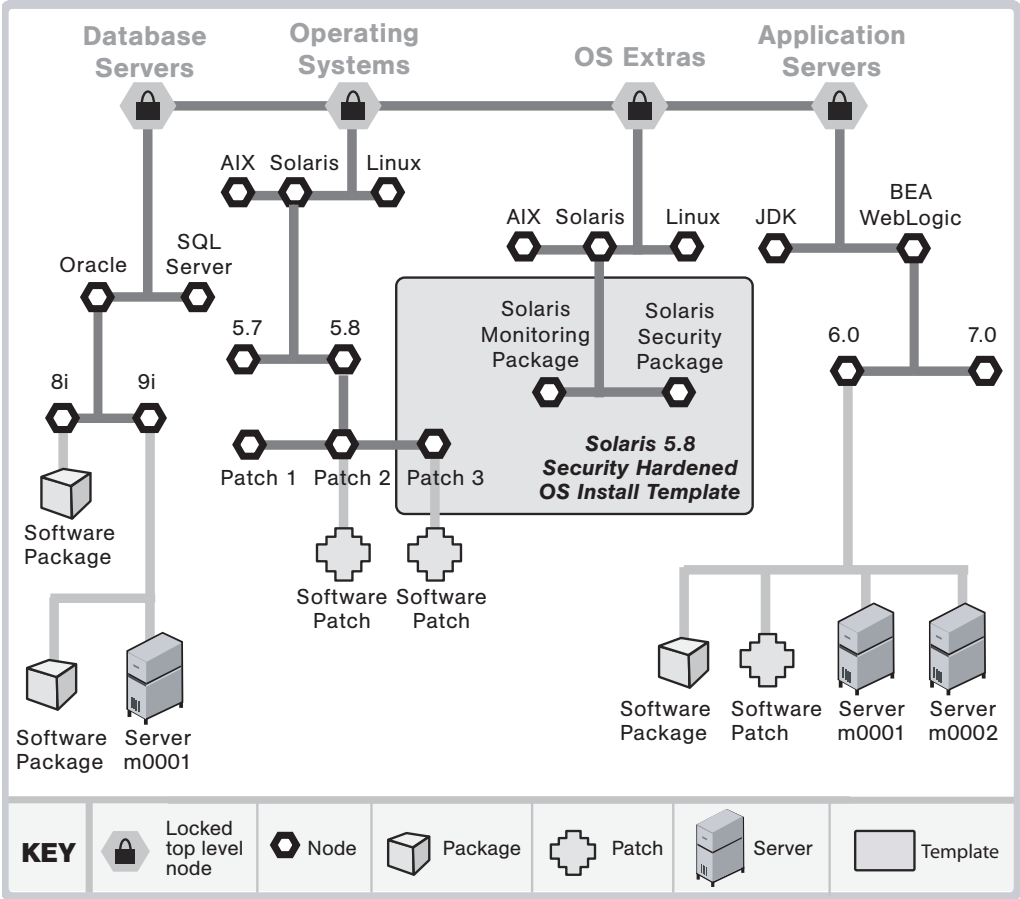 Database
Servers
Operating
Systems
OS Extras
Application
Servers
AIX
Solaris
Linux
AIX
Solaris
Linux
JDK
BEA
WebLogic
Oracle
SQL
Server
5.7
5.8
Solaris
Monitoring
Package
Solaris
Security
Package
6.0
7.0
8i
9i
Patch 1
Patch 2
Patch 3
Solaris 5.8
Security Hardened
OS Install Template
Software
Package
Software
Patch
Software
Patch
Software
Package
Server
m0001
Software
Package
Software
Patch
Server
m0001
Server
m0002
KEY
Locked
top level
node
Node
Package
Patch
Server
Template